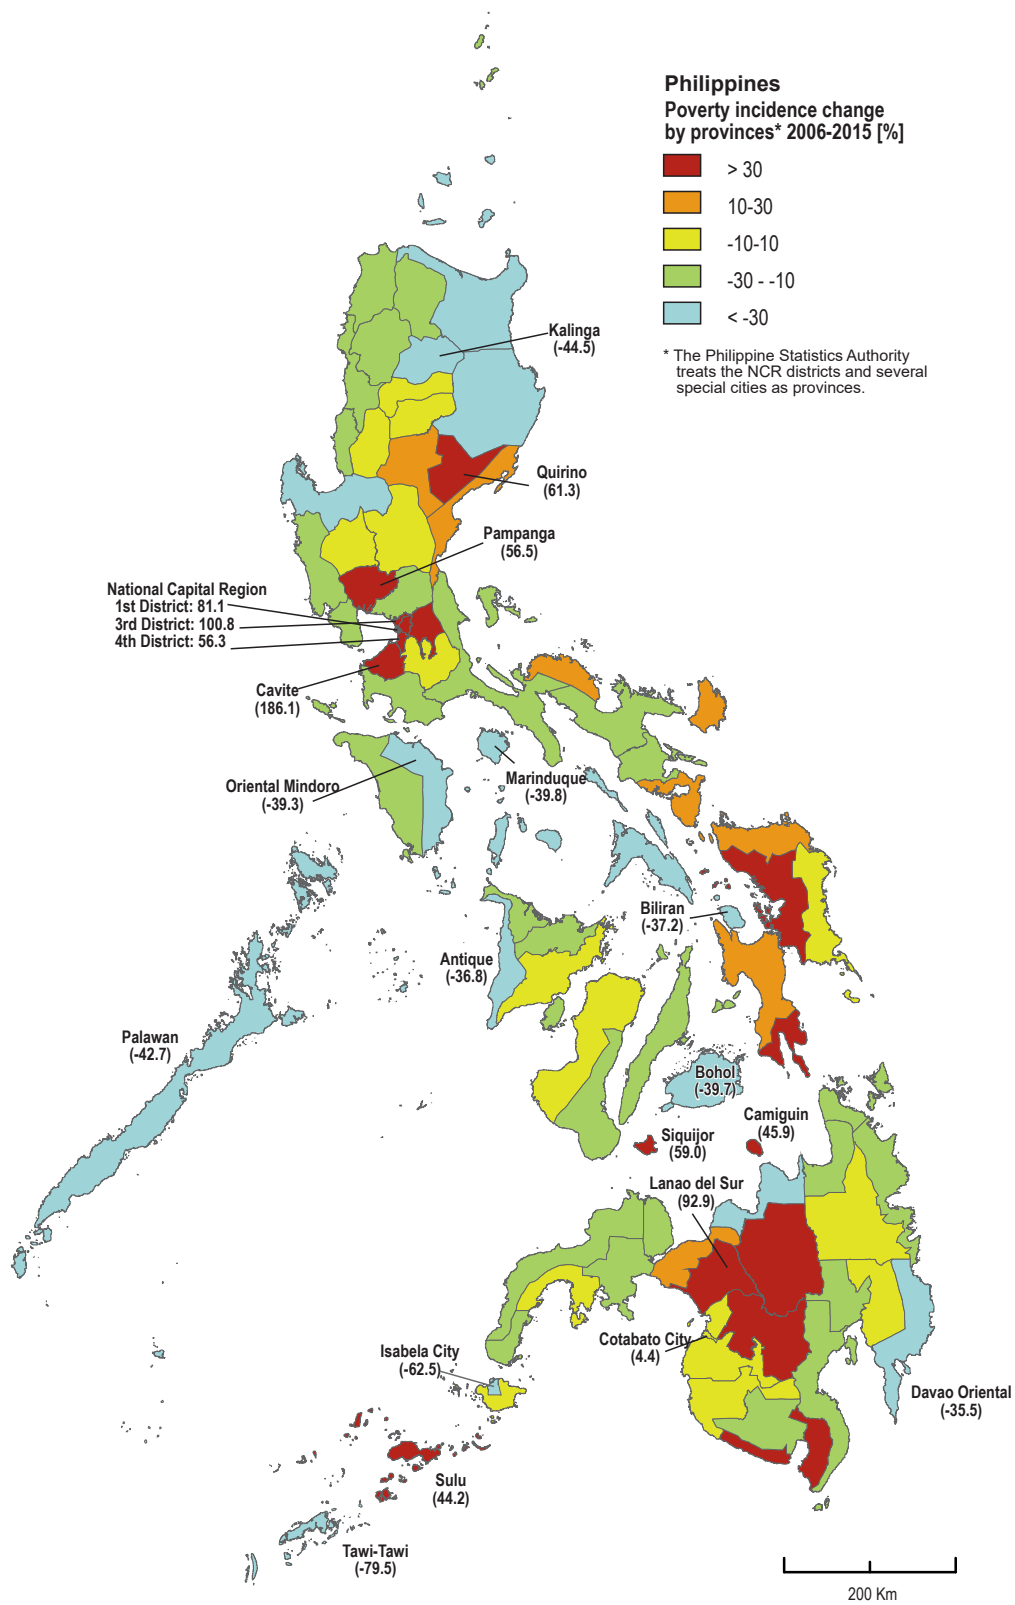 Philippines
Poverty incidence change
by provinces* 2006-2015 [%]
> 30
10-30
-10-10
-30 - -10
< -30
* The Philippine Statistics Authority
treats the NCR districts and several
special cities as provinces.
Kalinga
(-44.5)
Quirino
(61.3)
Pampanga
(56.5)
National Capital Region
1st District: 81.1
3rd District: 100.8
4th District: 56.3
Cavite
(186.1)
Oriental Mindoro
(-39.3)
Marinduque
(-39.8)
Biliran
(-37.2)
Antique
(-36.8)
Palawan
(-42.7)
Bohol
(-39.7)
Camiguin
(45.9)
Siquijor
(59.0)
Lanao del Sur
(92.9)
Cotabato City
(4.4)
Isabela City
(-62.5)
Davao Oriental
(-35.5)
Sulu
(44.2)
Tawi-Tawi
(-79.5)
200 Km